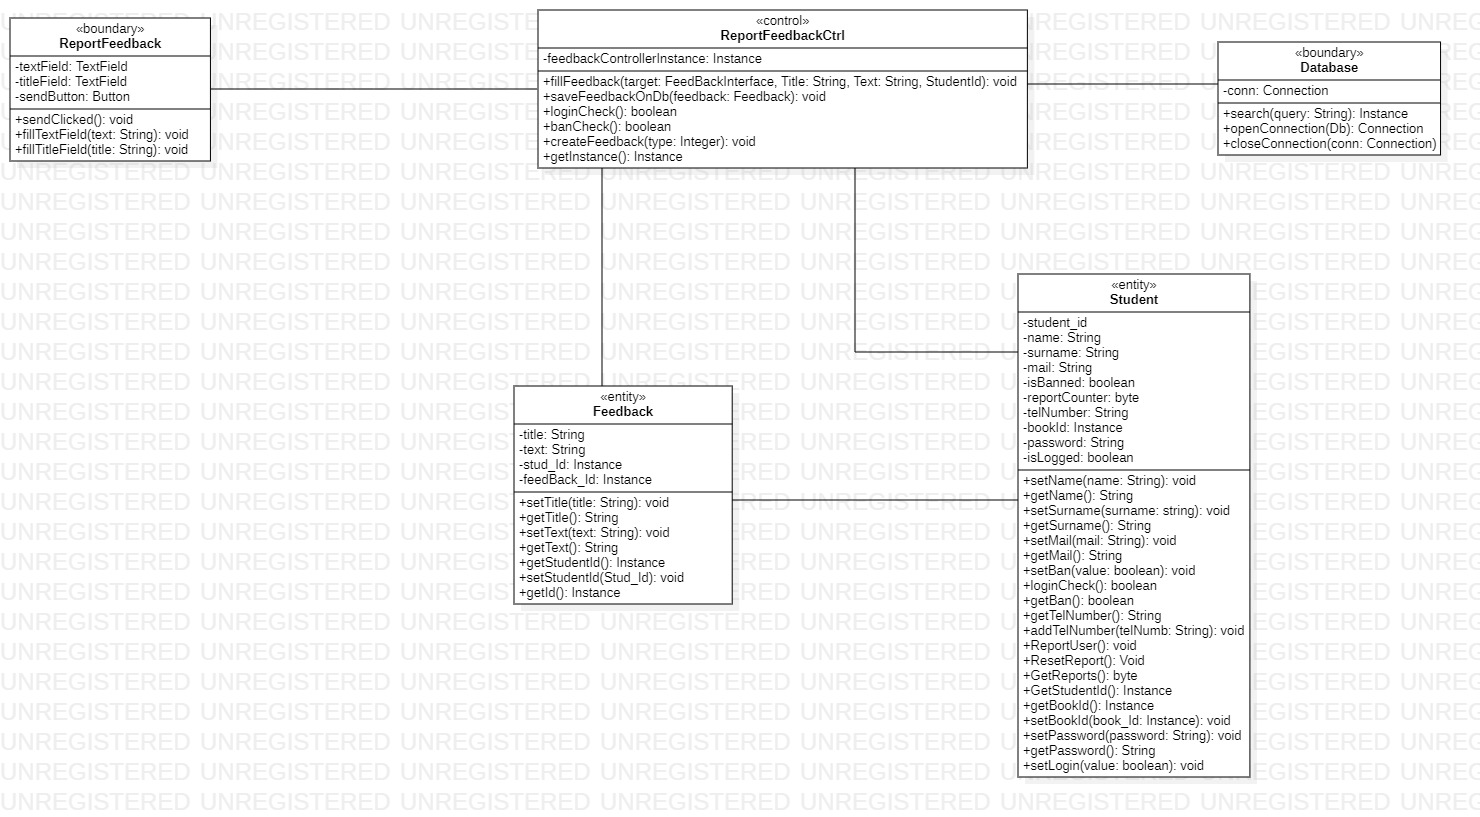 «boundary»
ReportFeedback
-textField: TextField
-titleField: TextField
-sendButton: Button
+sendClicked(): void
+fillTextField(text: String): void
+fillTitleField(title: String): void
«control»
ReportFeedbackCtrl
-feedbackControllerInstance: Instance
+fillFeedback(target: FeedBackInterface, Title: String, Text: String, StudentId): void
+saveFeedbackOnDb(feedback: Feedback): void
+loginCheck(): boolean
+banCheck(): boolean
+createFeedback(type: Integer): void
+getInstance(): Instance
«boundary»
Database
-conn: Connection
+search(query: String): Instance
+openConnection(Db): Connection
+closeConnection(conn: Connection)
«entity»
Feedback
-title: String
-text: String
-stud_Id: Instance
-feedBack_Id: Instance
+setTitle(title: String): void
+getTitle(): String
+setText(text: String): void
+getText(): String
+getStudentId(): Instance
+setStudentId(Stud_Id): void
+getId(): Instance
«entity»
Student
-student_id
-name: String
-surname: String
-mail: String
-isBanned: boolean
-reportCounter: byte
-telNumber: String
-bookId: Instance
-password: String
-isLogged: boolean
+setName(name: String): void
+getName(): String
+setSurname(surname: string): void
+getSurname(): String
+setMail(mail: String): void
+getMail(): String
+setBan(value: boolean): void
+loginCheck(): boolean
+getBan(): boolean
+getTelNumber(): String
+addTelNumber(telNumb: String): void
+ReportUser(): void
+ResetReport(): Void
+GetReports(): byte
+GetStudentId(): Instance
+getBookId(): Instance
+setBookId(book_Id: Instance): void
+setPassword(password: String): void
+getPassword(): String
+setLogin(value: boolean): void
UNREGISTERED